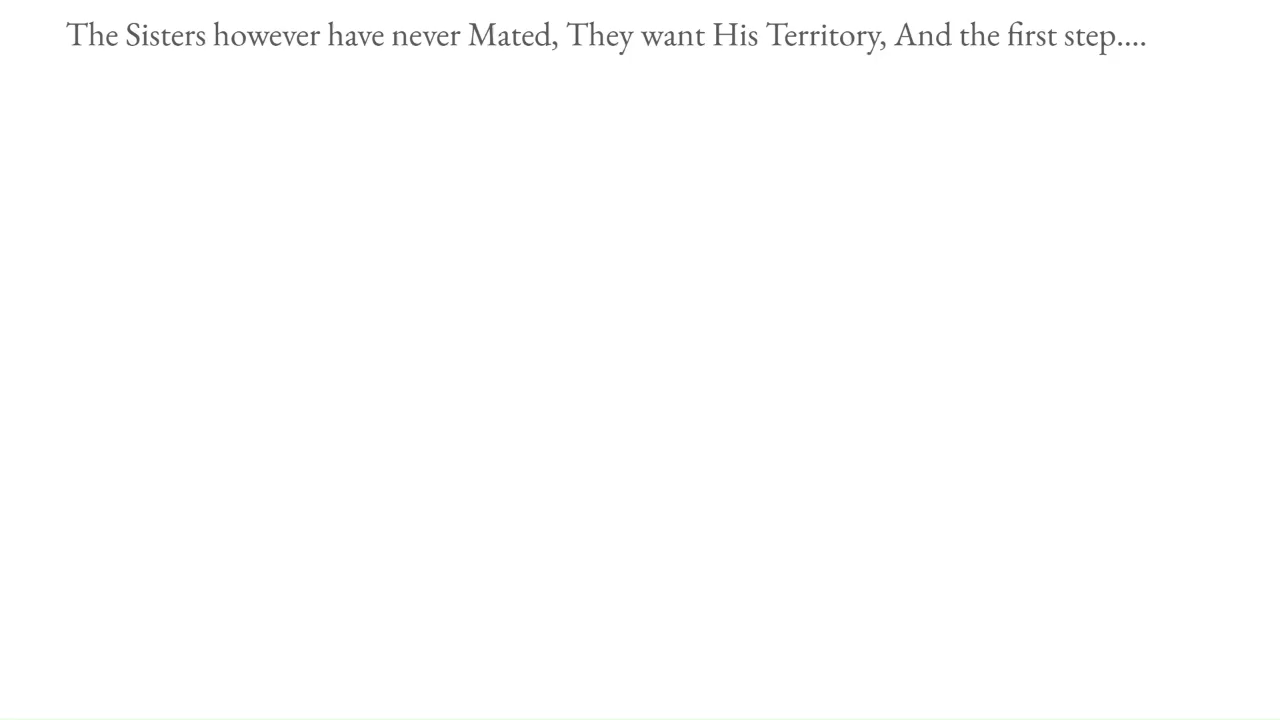 The Sisters however have never Mated, They want His Territory, And the first step....